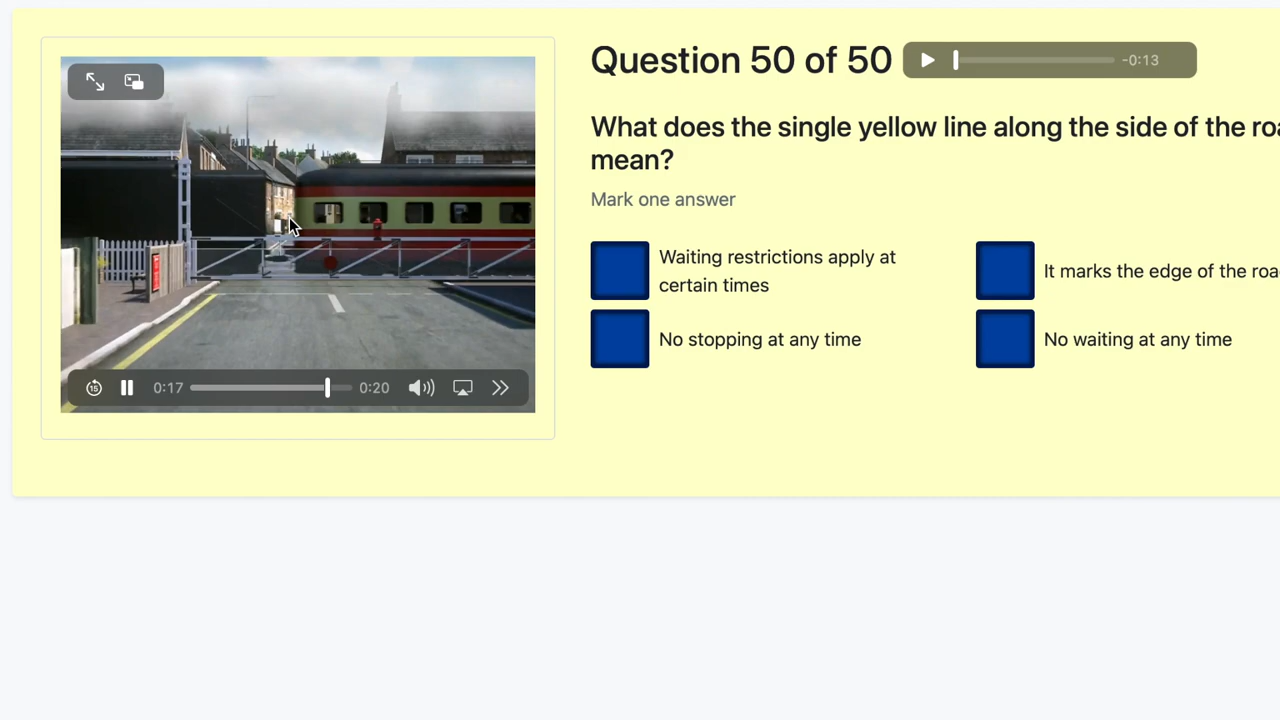 Question 50 of 50
-0:13
What does the single yellow line along the side of the roa
mean?
Mark one answer
Waiting restrictions apply at
certain times
It marks the edge of the roa
No stopping at any time
No waiting at any time
15
0:17
0:20